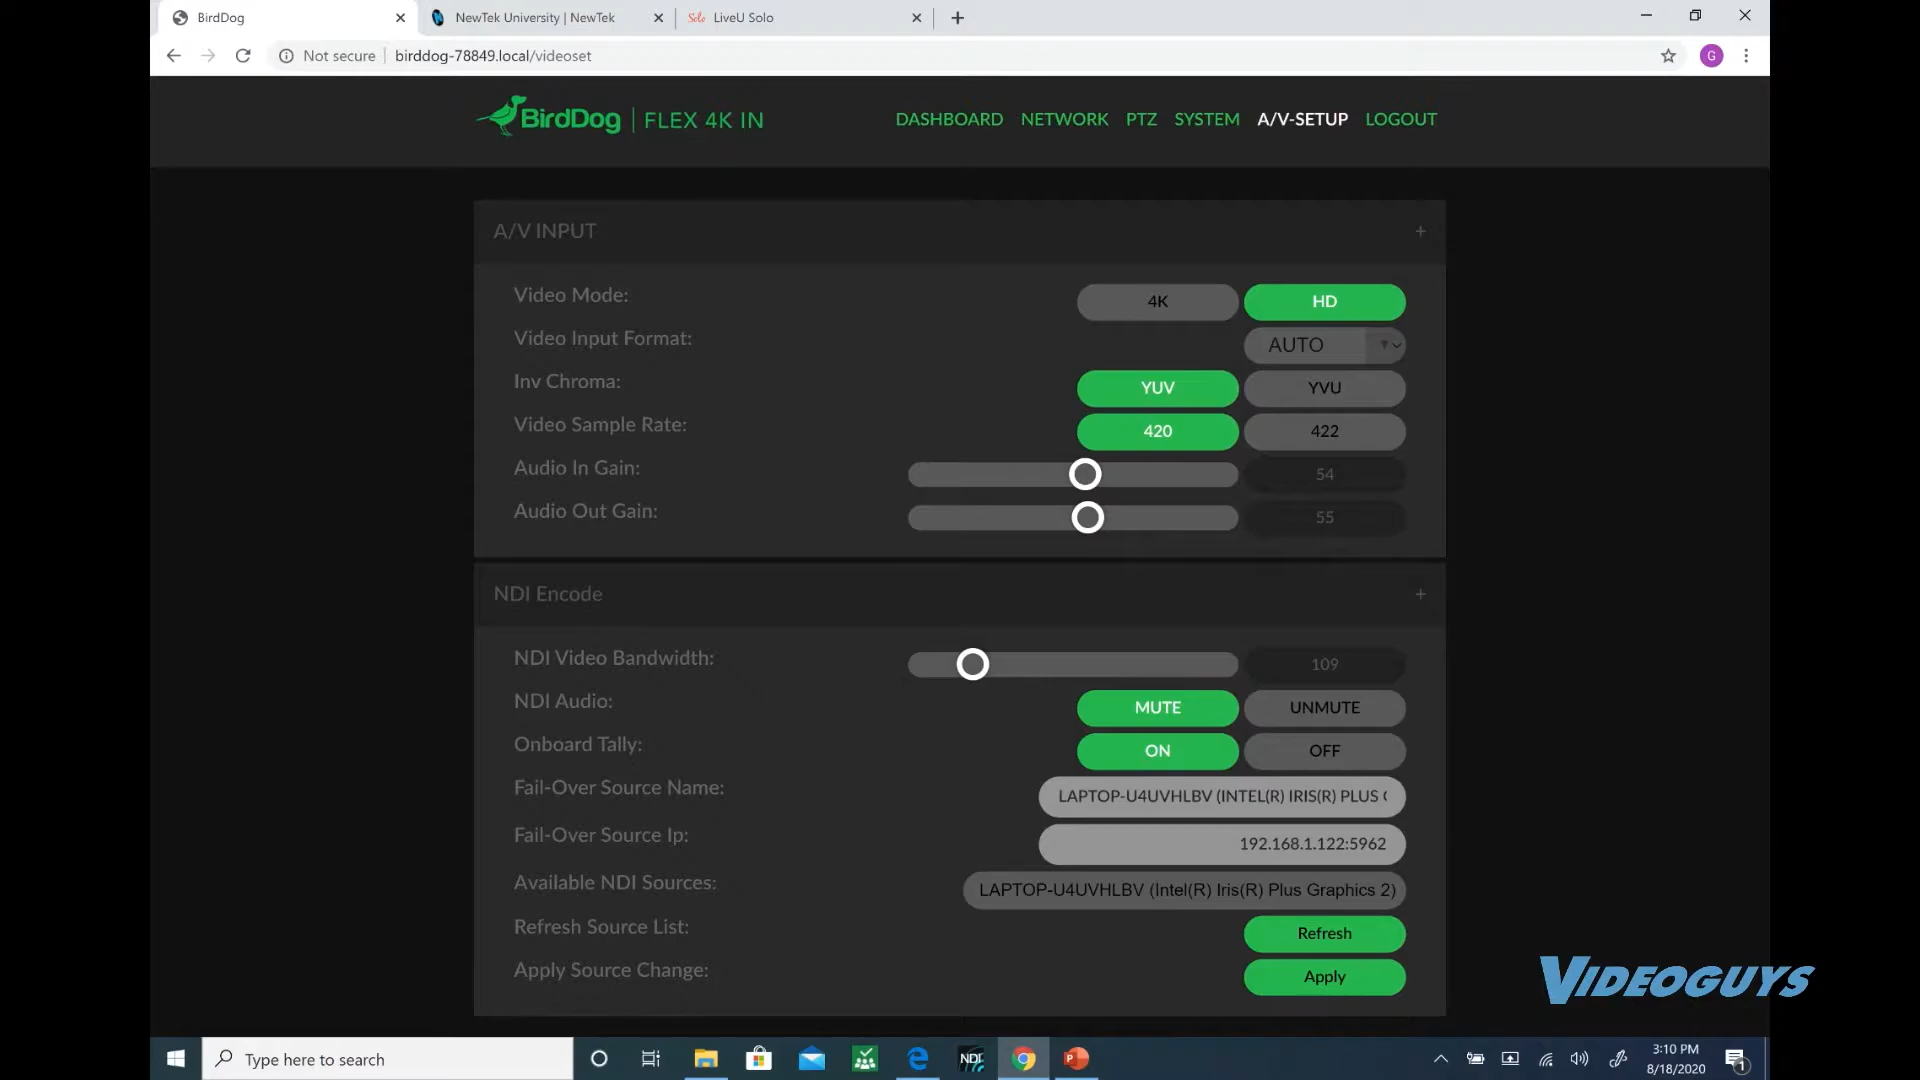 BirdDog
NewTek University | NewTek
Solo LiveU Solo
Not secure birddog-78849.local/videoset
G
BirdDog | FLEX 4K IN
DASHBOARD NETWORK PTZ SYSTEM A/V-SETUP LOGOUT
A/V INPUT +
Video Mode: 4K HD
Video Input Format: AUTO
Inv Chroma: YUV YVU
Video Sample Rate: 420 422
Audio In Gain: 54
Audio Out Gain: 55
NDI Encode +
NDI Video Bandwidth: 109
NDI Audio: MUTE UNMUTE
Onboard Tally: ON OFF
Fail-Over Source Name: LAPTOP-U4UVHLBV (INTEL(R) IRIS(R) PLUS
Fail-Over Source Ip: 192.168.1.122:5962
Available NDI Sources: LAPTOP-U4UVHLBV (Intel(R) Iris(R) Plus Graphics 2)
Refresh Source List: Refresh
Apply Source Change: Apply
VIDEOGUYS
Type here to search
NDI
P
3:10 PM
8/18/2020
1